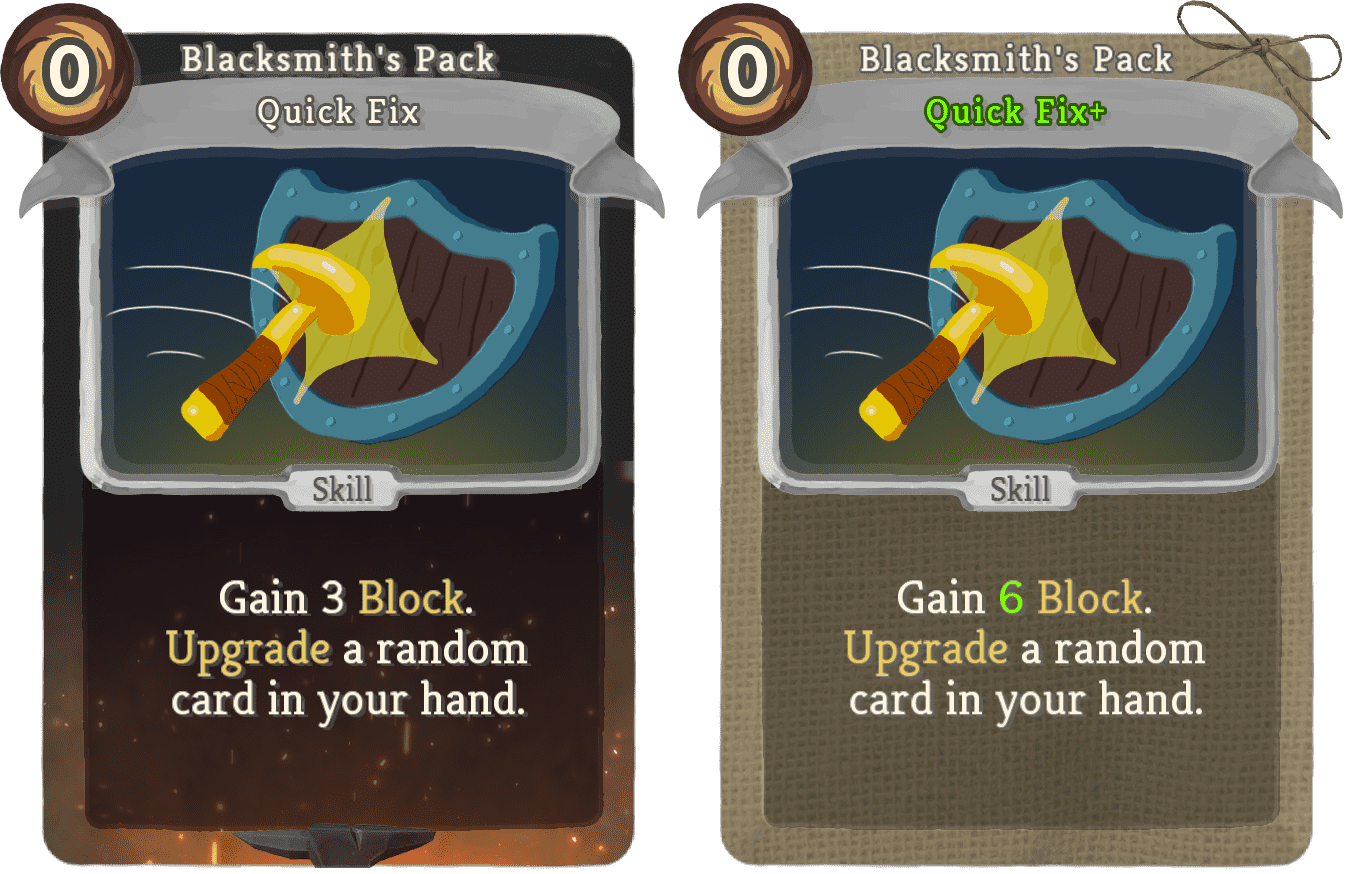 0
Blacksmith's Pack
Quick Fix
Skill
Gain 3 Block.
Upgrade a random
card in your hand.
0
Blacksmith's Pack
Quick Fix+
Skill
Gain 6 Block.
Upgrade a random
card in your hand.